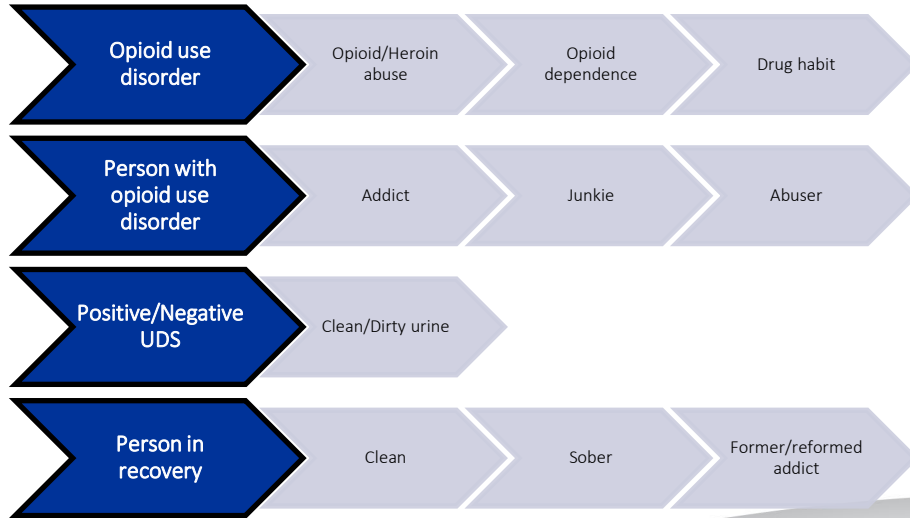 Opioid use
disorder
Opioid/Heroin
abuse
Opioid
dependence
Drug habit
Person with
opioid use
disorder
Addict
Junkie
Abuser
Positive/Negative
UDS
Clean/Dirty urine
Person in
recovery
Clean
Sober
Former/reformed
addict